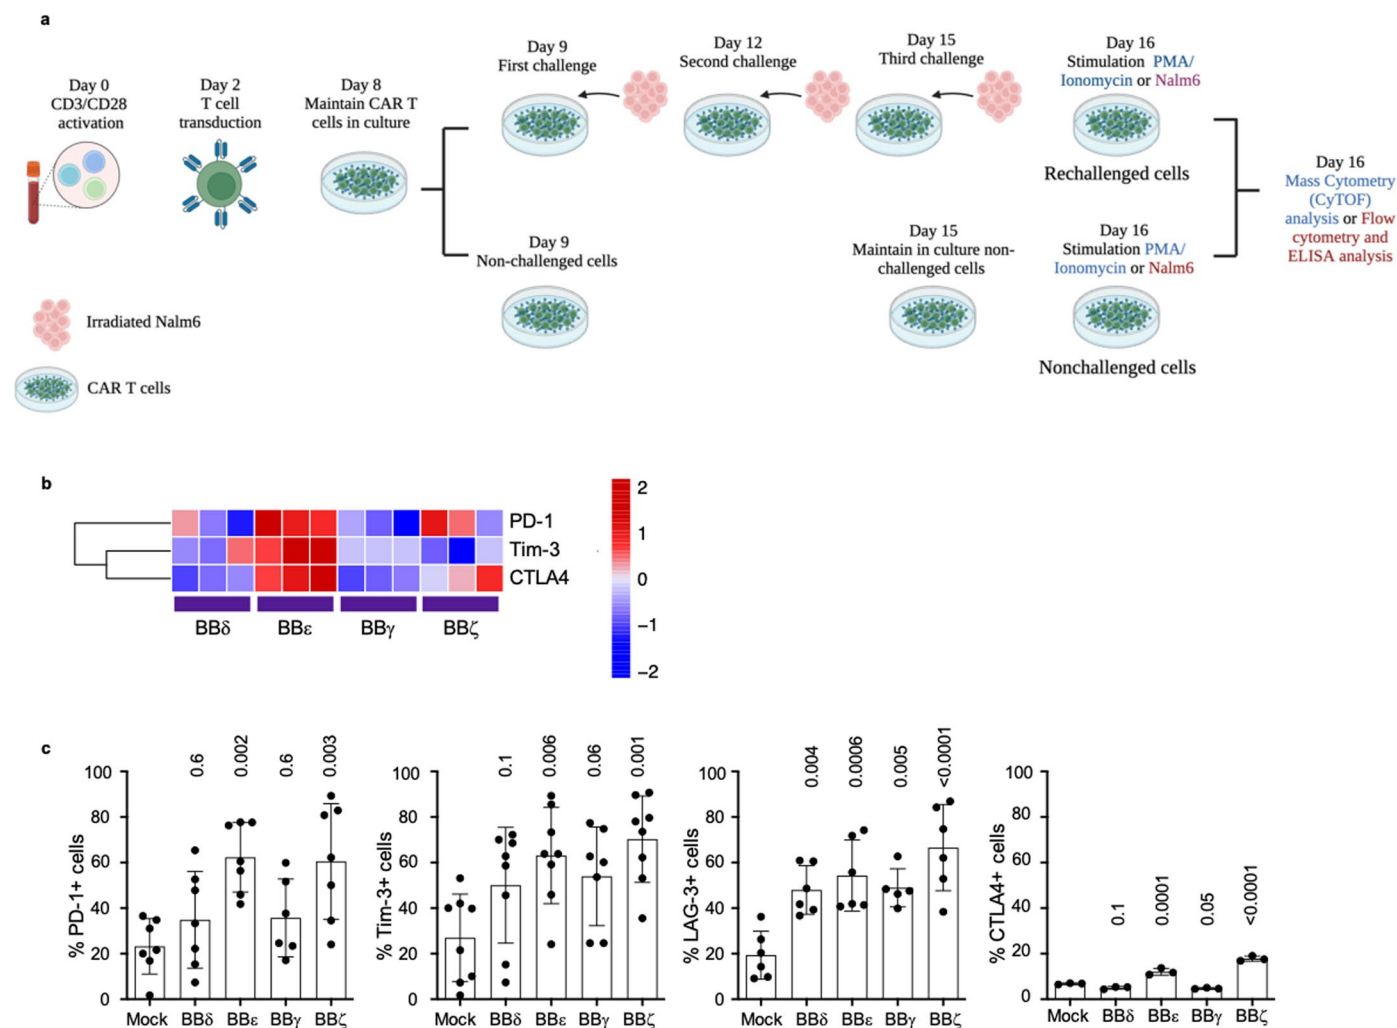 a
Day 0
CD3/CD28
activation
Day 2
T cell
transduction
Day 8
Maintain CAR T
cells in culture
Day 9
First challenge
Day 12
Second challenge
Day 15
Third challenge
Day 16
Stimulation PMA/
Ionomycin or Nalm6
Rechallenged cells
Day 9
Non-challenged cells
Day 15
Maintain in culture non-
challenged cells
Day 16
Stimulation PMA/
Ionomycin or Nalm6
Nonchallenged cells
Day 16
Mass Cytometry
(CyTOF)
analysis or Flow
cytometry and
ELISA analysis
Irradiated Nalm6
CAR T cells
b
PD-1
Tim-3
CTLA4
BBδ BBε BBγ BBζ
2
1
0
−1
−2
c
% PD-1+ cells
100
80
60
40
20
0
0.6 0.002 0.6 0.003
Mock BBδ BBε BBγ BBζ
% Tim-3+ cells
100
80
60
40
20
0
0.1 0.006 0.06 0.001
Mock BBδ BBε BBγ BBζ
% LAG-3+ cells
100
80
60
40
20
0
0.004 0.0006 0.005 <0.0001
Mock BBδ BBε BBγ BBζ
% CTLA4+ cells
100
80
60
40
20
0
0.1 0.0001 0.05 <0.0001
Mock BBδ BBε BBγ BBζ